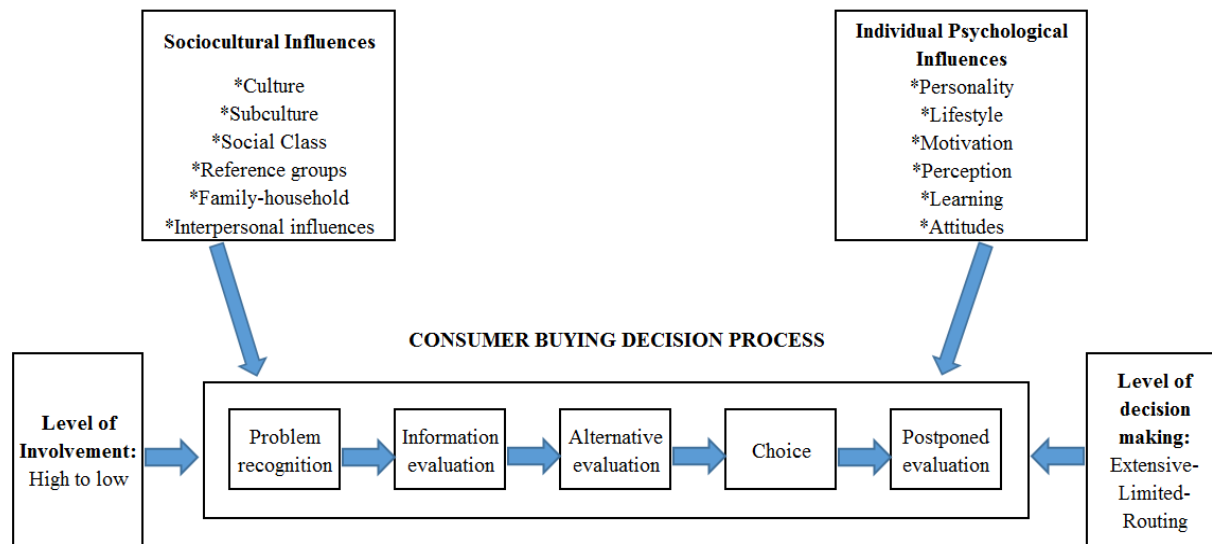 Sociocultural Influences
*Culture
*Subculture
*Social Class
*Reference groups
*Family-household
*Interpersonal influences
Individual Psychological
Influences
*Personality
*Lifestyle
*Motivation
*Perception
*Learning
*Attitudes
CONSUMER BUYING DECISION PROCESS
Level of
Involvement:
High to low
Problem
recognition
Information
evaluation
Alternative
evaluation
Choice
Postponed
evaluation
Level of
decision
making:
Extensive-
Limited-
Routing